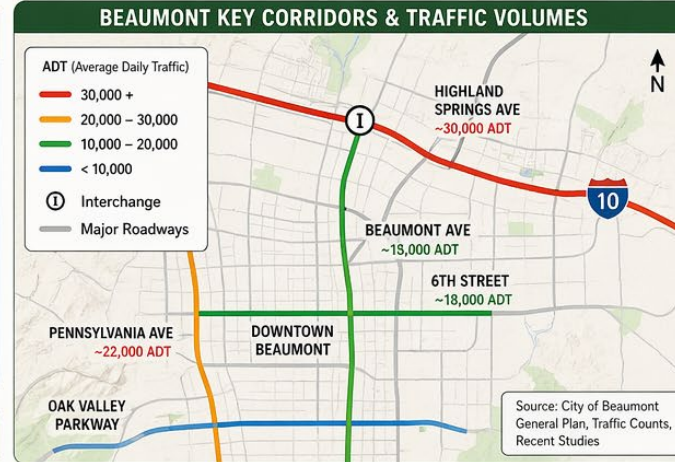 BEAUMONT KEY CORRIDORS & TRAFFIC VOLUMES
ADT (Average Daily Traffic)
30,000 +
20,000 – 30,000
10,000 – 20,000
< 10,000
I Interchange
Major Roadways
I
N
HIGHLAND
SPRINGS AVE
~30,000 ADT
10
BEAUMONT AVE
~15,000 ADT
6TH STREET
~18,000 ADT
PENNSYLVANIA AVE
~22,000 ADT
DOWNTOWN
BEAUMONT
OAK VALLEY
PARKWAY
Source: City of Beaumont
General Plan, Traffic Counts,
Recent Studies